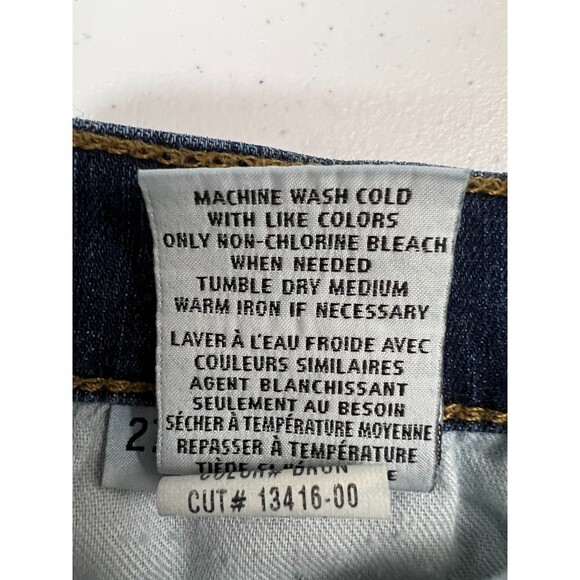 MACHINE WASH COLD
WITH LIKE COLORS
ONLY NON-CHLORINE BLEACH
WHEN NEEDED
TUMBLE DRY MEDIUM
WARM IRON IF NECESSARY
LAVER À L'EAU FROIDE AVEC
COULEURS SIMILAIRES
AGENT BLANCHISSANT
SEULEMENT AU BESOIN
SÉCHER À TEMPÉRATURE MOYENNE
REPASSER À TEMPÉRATURE
TIÈDE
CUT# 13416-00